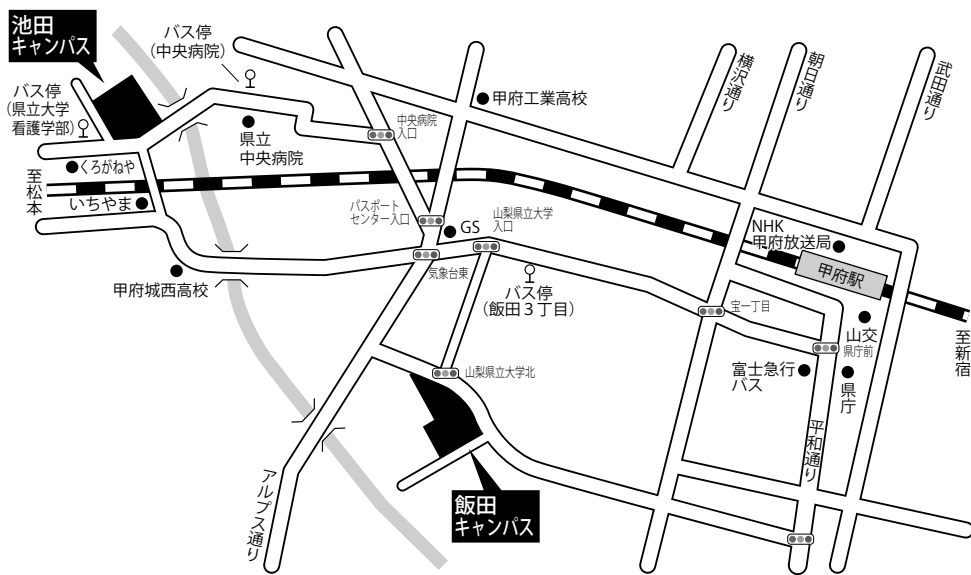 池田
キャンパス
バス停
（中央病院）
バス停
（県立大学
看護学部）
くろがねや
至松本
いちやま
県立
中央病院
甲府城西高校
中央病院
入口
甲府工業高校
パスポート
センター入口
GS
山梨県立大学
入口
気象台東
バス停
（飯田３丁目）
山梨県立大学北
飯田
キャンパス
アルプス通り
横沢通り
朝日通り
武田通り
NHK
甲府放送局
甲府駅
宝一丁目
山交
県庁前
至新宿
富士急行
バス
県庁
平和通り